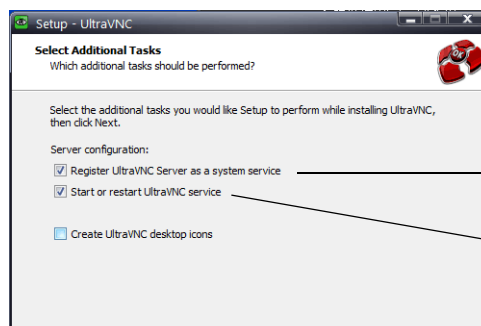 Setup - UltraVNC
Select Additional Tasks
Which additional tasks should be performed?
Select the additional tasks you would like Setup to perform while installing UltraVNC,
then click Next.
Server configuration:
Register UltraVNC Server as a system service
Start or restart UltraVNC service
Create UltraVNC desktop icons